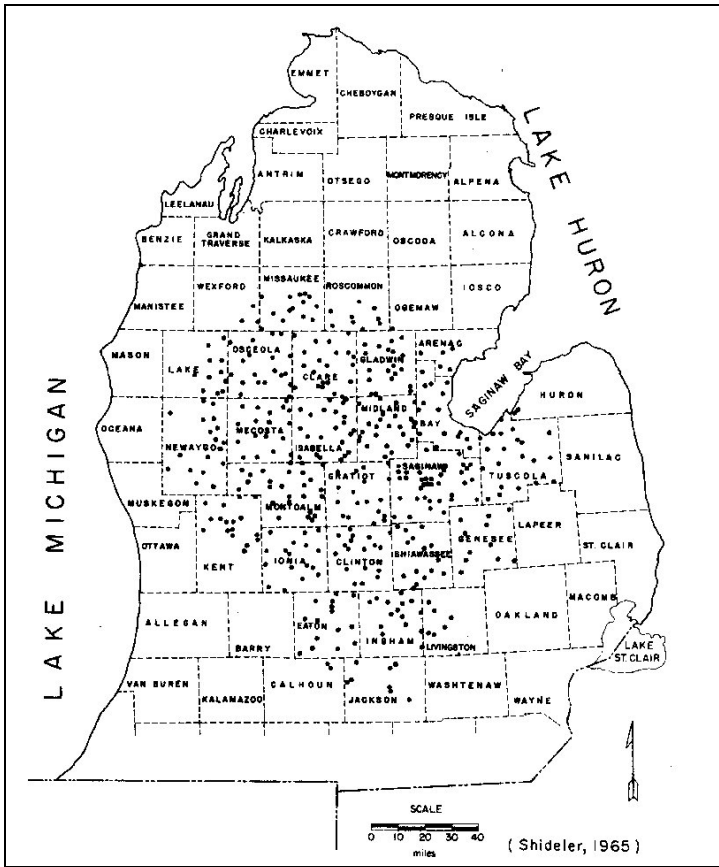 EMMET
CHEBOYGAN
PRESQUE ISLE
CHARLEVOIX
LAKE HURON
ANTRIM
OTSEGO
MONTMORENCY
ALPENA
LEELANAU
BENZIE
GRAND
TRAVERSE
KALKASKA
CRAWFORD
OSCODA
ALCONA
MANISTEE
WEXFORD
MISSAUKEE
ROSCOMMON
OGEMAW
IOSCO
MASON
LAKE
OSCEOLA
CLARE
GLADWIN
ARENAC
SAGINAW BAY
HURON
LAKE MICHIGAN
OCEANA
NEWAYGO
MECOSTA
ISABELLA
MIDLAND
BAY
TUSCOLA
SANILAC
MUSKEGON
MONTCALM
GRATIOT
SAGINAW
OTTAWA
KENT
IONIA
CLINTON
SHIAWASSEE
GENESEE
LAPEER
ST. CLAIR
ALLEGAN
BARRY
EATON
INGHAM
LIVINGSTON
OAKLAND
MACOMB
LAKE
ST. CLAIR
VAN BUREN
KALAMAZOO
CALHOUN
JACKSON
WASHTENAW
WAYNE
SCALE
0 10 20 30 40
miles
(Shideler, 1965)